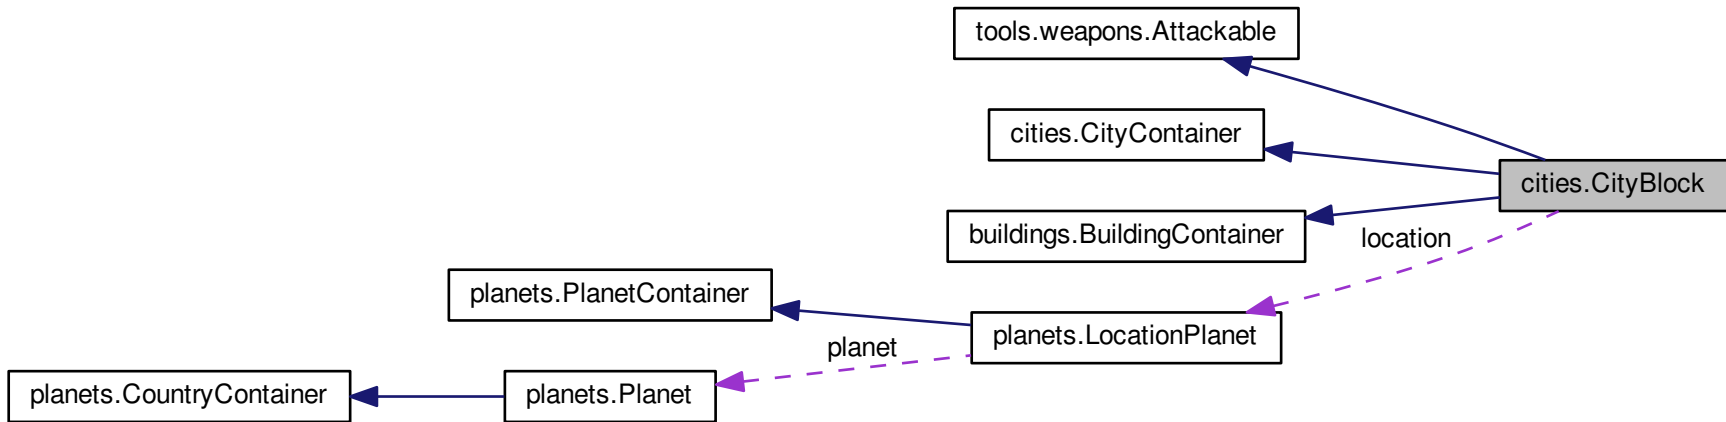 tools.weapons.Attackable
cities.CityContainer
cities.CityBlock
buildings.BuildingContainer
location
planets.PlanetContainer
planets.LocationPlanet
planet
planets.CountryContainer
planets.Planet